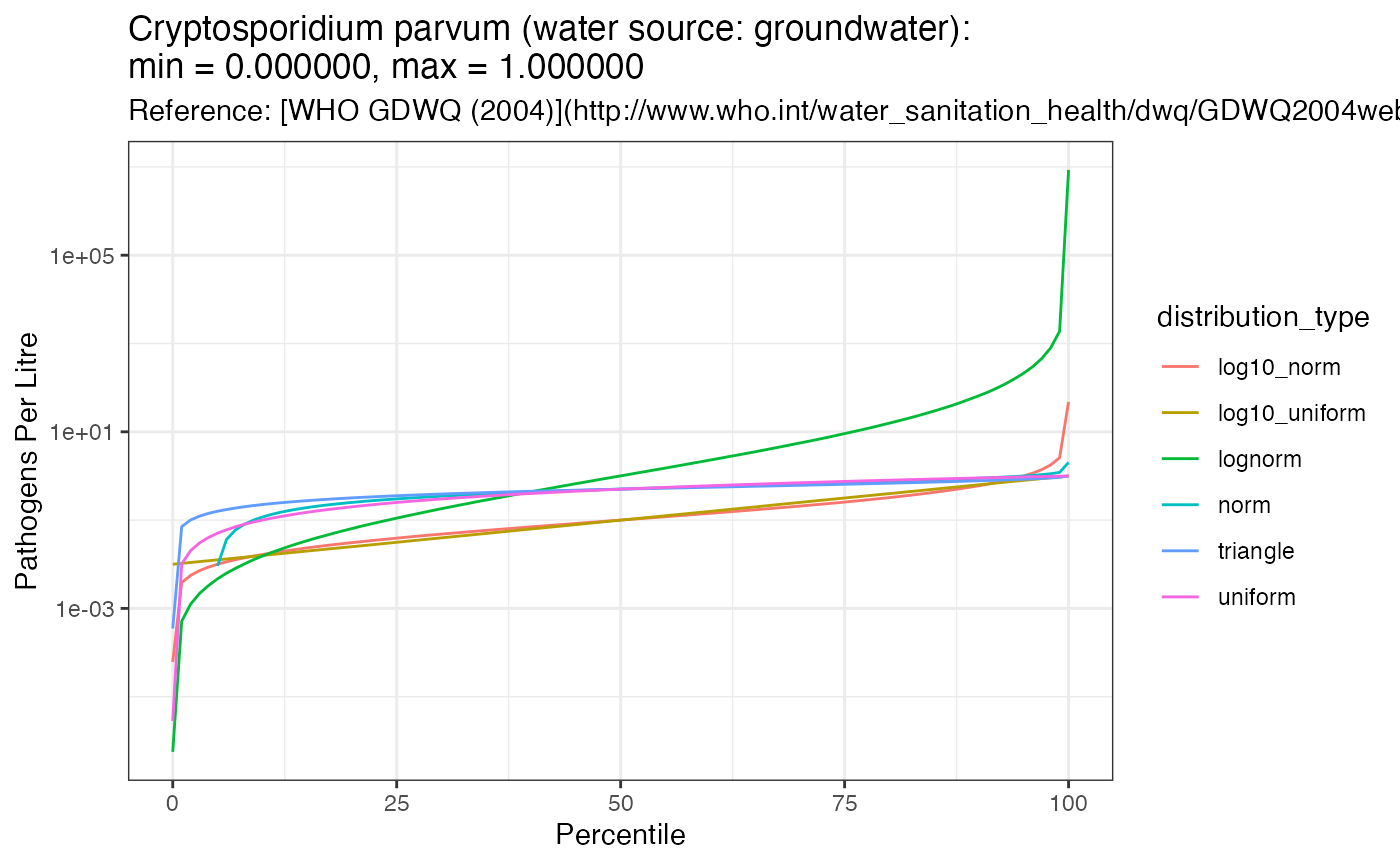 Cryptosporidium parvum (water source: groundwater):
min = 0.000000, max = 1.000000
Reference: [WHO GDWQ (2004)](http://www.who.int/water_sanitation_health/dwq/GDWQ2004web
Pathogens Per Litre
1e+05
1e+01
1e-03
0 25 50 75 100
Percentile
distribution_type
log10_norm
log10_uniform
lognorm
norm
triangle
uniform